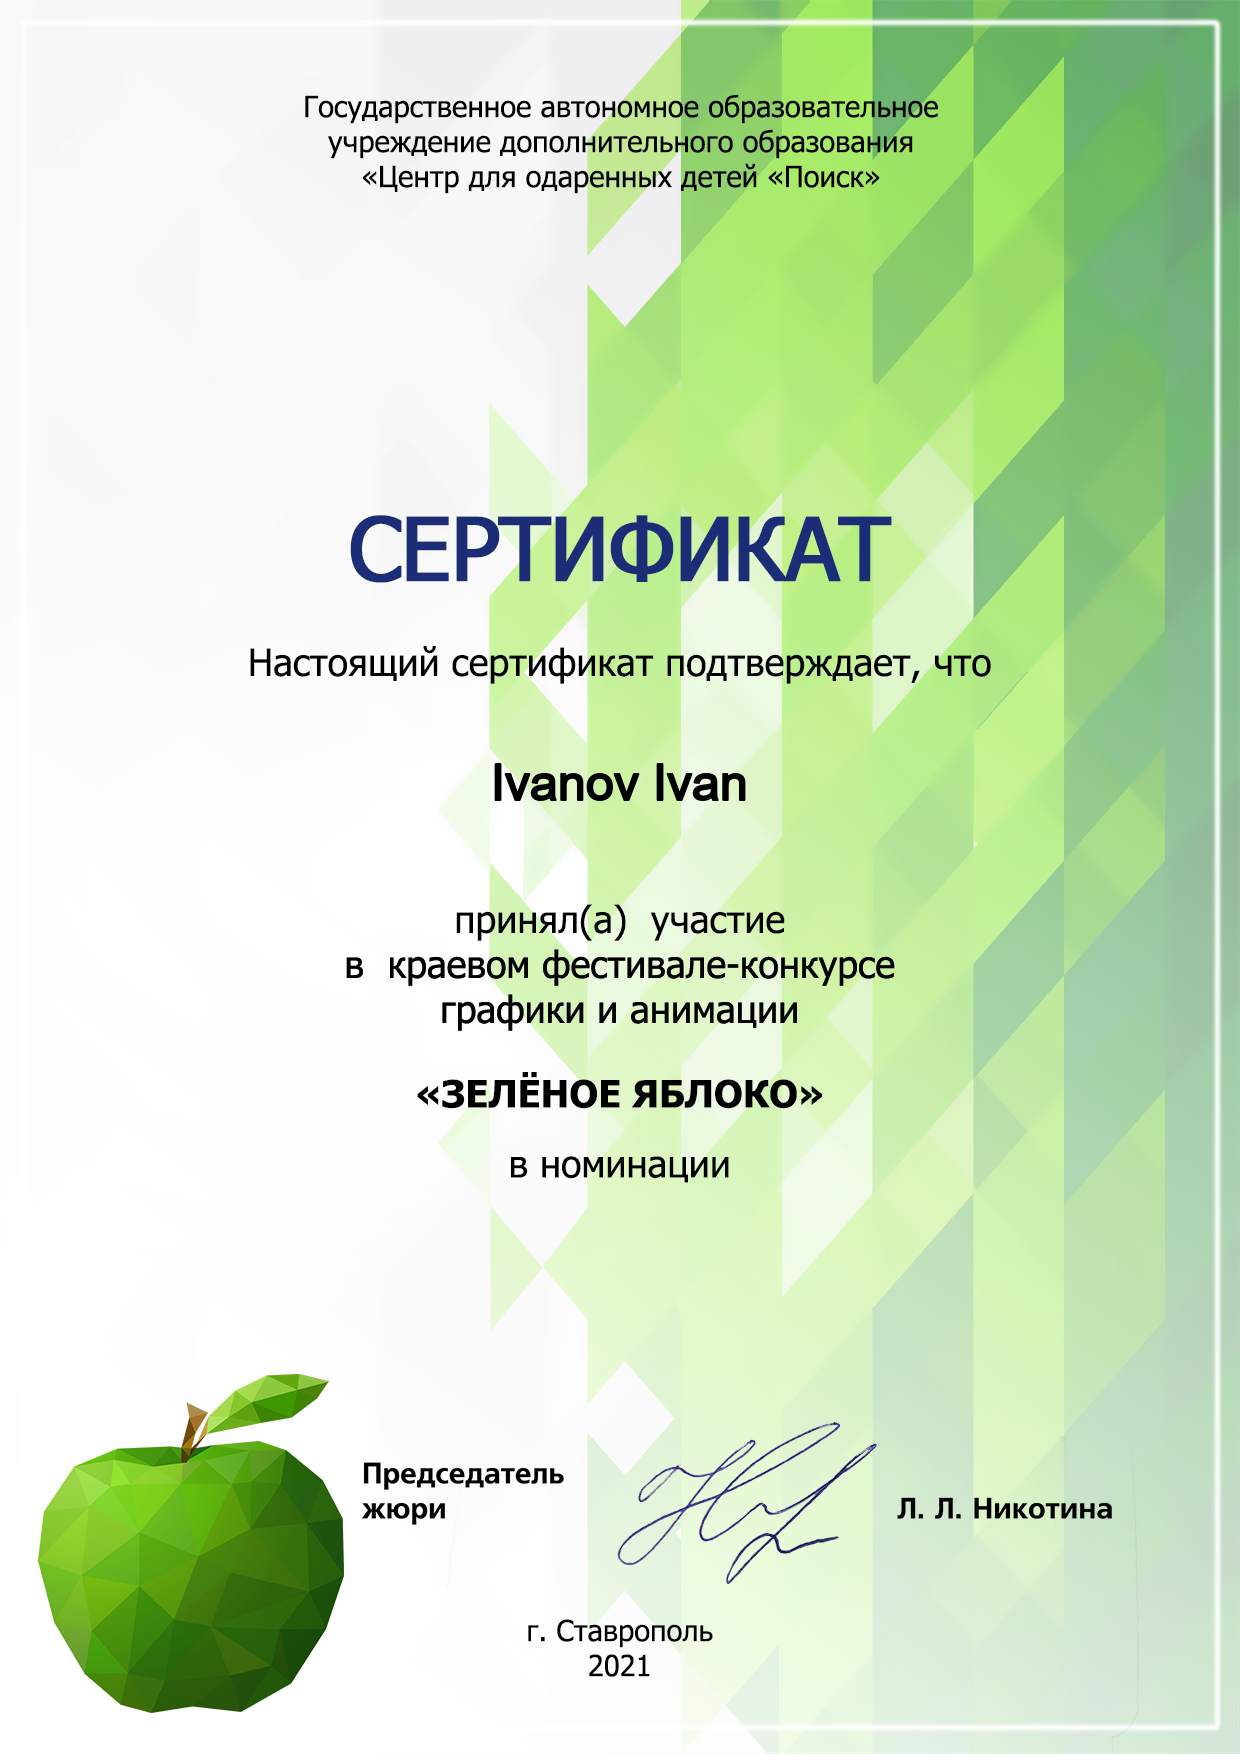 Государственное автономное образовательное
учреждение дополнительного образования
«Центр для одаренных детей «Поиск»
СЕРТИФИКАТ
Настоящий сертификат подтверждает, что
Ivanov Ivan
принял(а) участие
в краевом фестивале-конкурсе
графики и анимации
«ЗЕЛЁНОЕ ЯБЛОКО»
в номинации
Председатель
жюри
Л. Л. Никотина
г. Ставрополь
2021